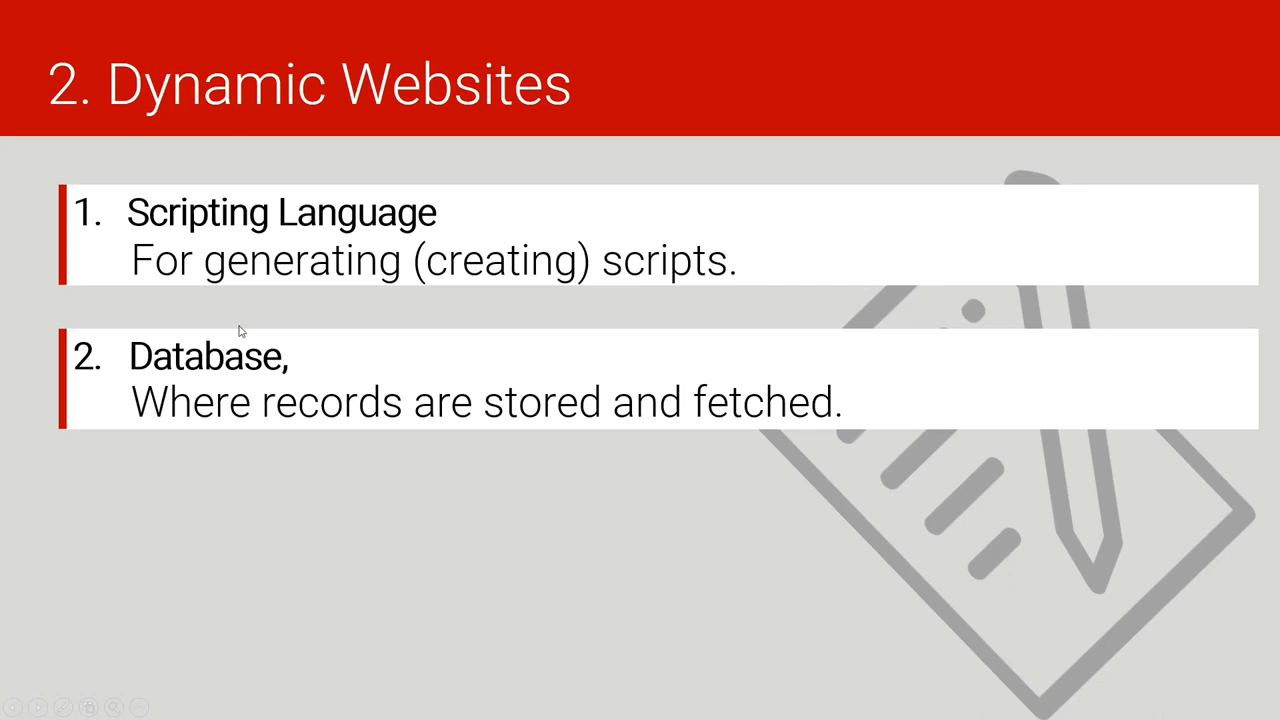 2. Dynamic Websites
1. Scripting Language
For generating (creating) scripts.
2. Database,
Where records are stored and fetched.